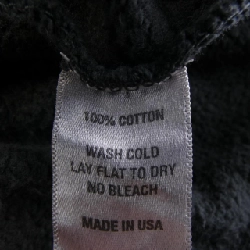 100% COTTON
WASH COLD
LAY FLAT TO DRY
NO BLEACH
MADE IN USA